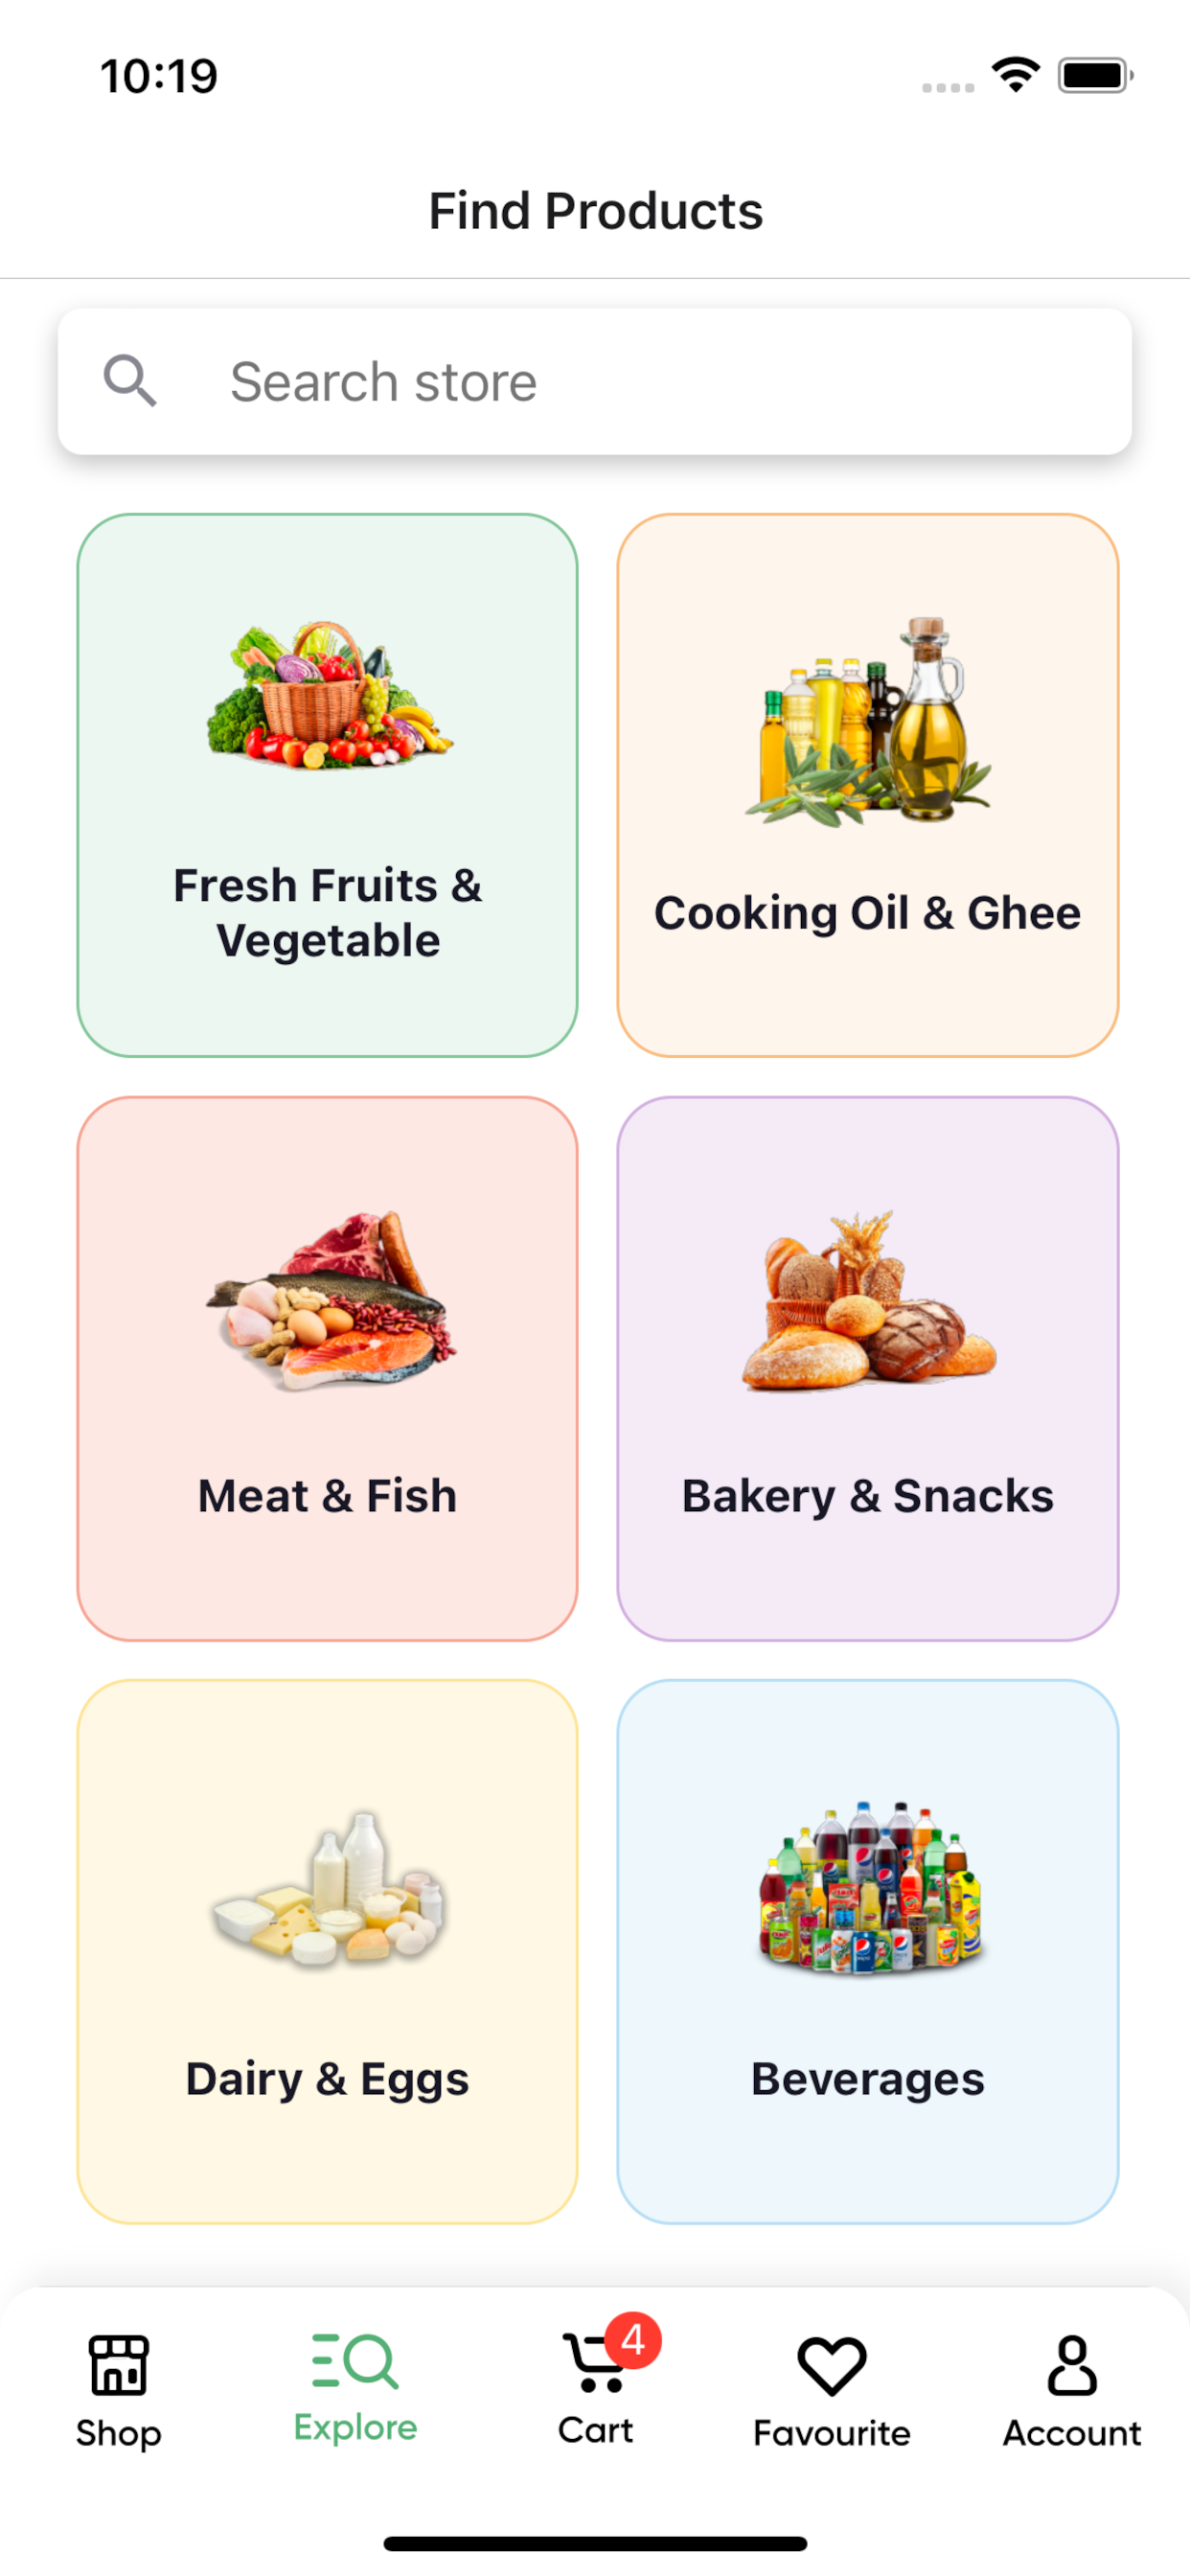 10:19
Find Products
Search store
Fresh Fruits &
Vegetable
Cooking Oil & Ghee
Meat & Fish
Bakery & Snacks
Dairy & Eggs
Beverages
4
Shop
Explore
Cart
Favourite
Account